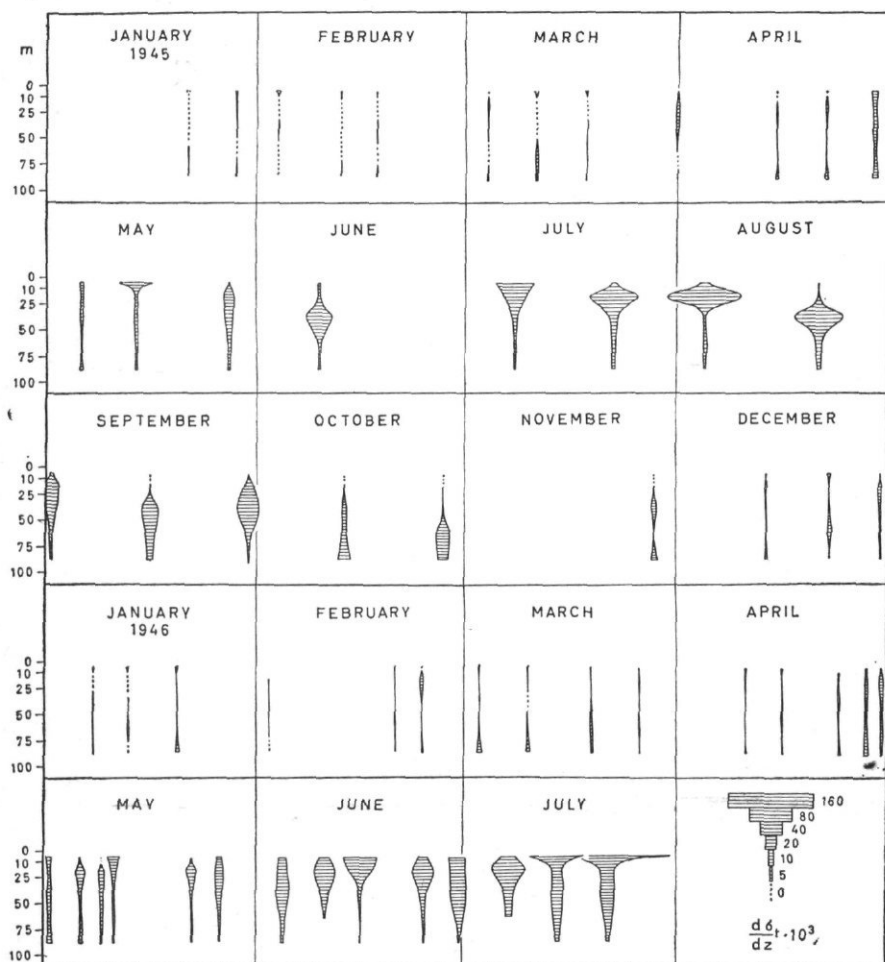 m
JANUARY
1945
FEBRUARY
MARCH
APRIL
0
10
25
50
75
100
MAY
JUNE
JULY
AUGUST
0
10
25
50
75
100
SEPTEMBER
OCTOBER
NOVEMBER
DECEMBER
0
10
25
50
75
100
JANUARY
1946
FEBRUARY
MARCH
APRIL
0
10
25
50
75
100
MAY
JUNE
JULY
0
10
25
50
75
100
160
80
40
20
10
5
0
dб
dz t·10³